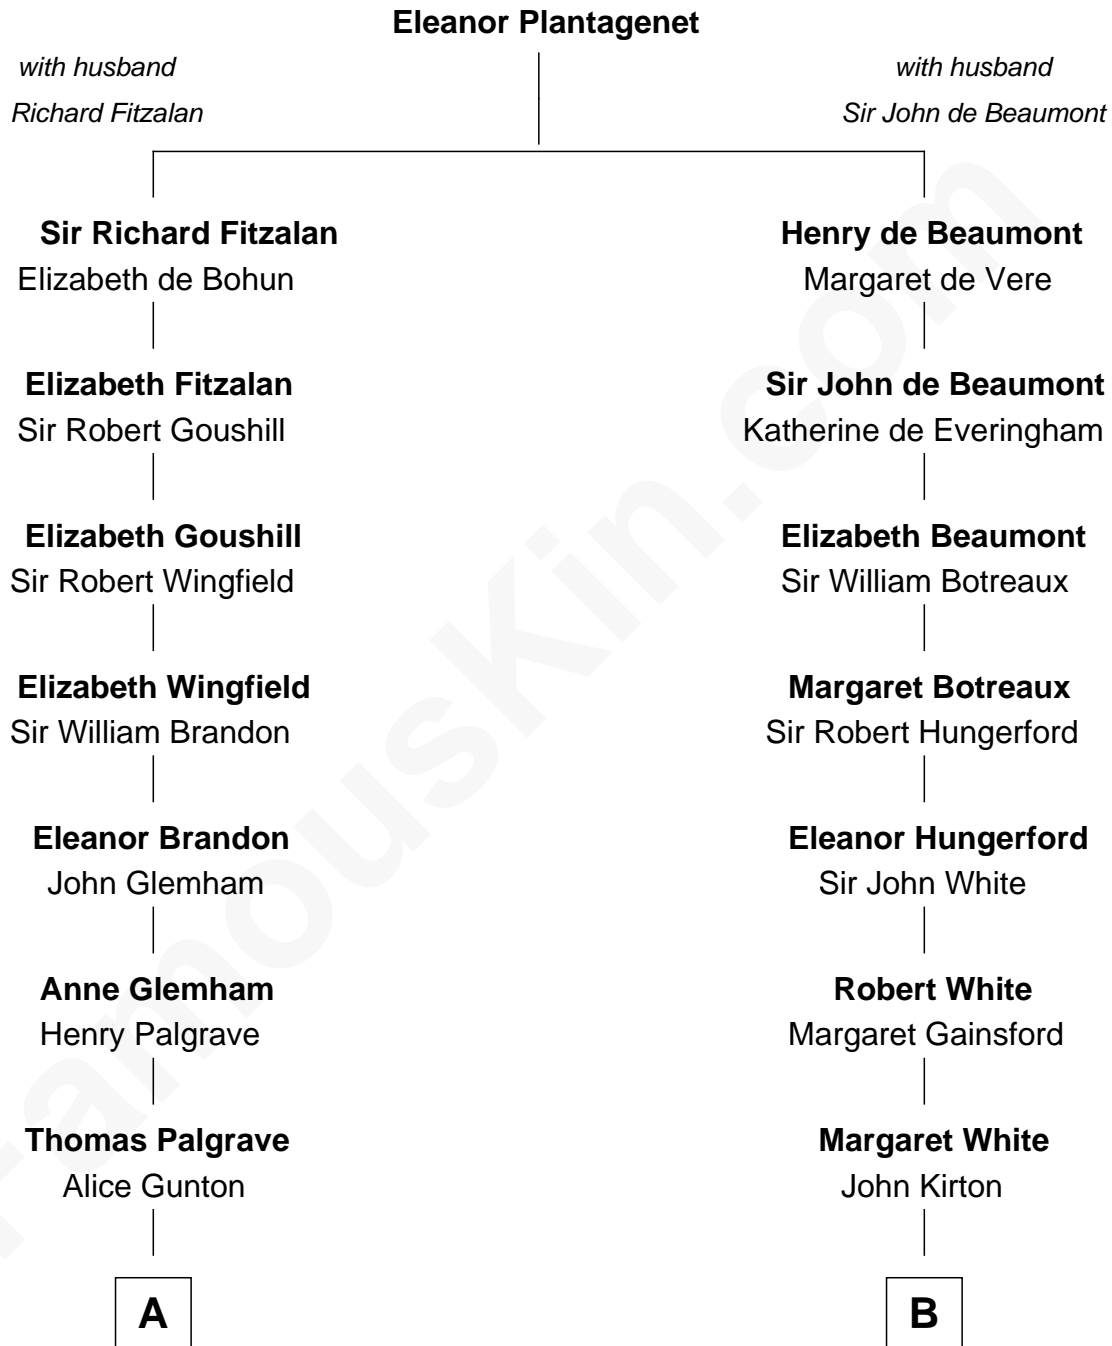 Eleanor Plantagenet
with husband
Richard Fitzalan
with husband
Sir John de Beaumont
Sir Richard Fitzalan
Elizabeth de Bohun
Henry de Beaumont
Margaret de Vere
Elizabeth Fitzalan
Sir Robert Goushill
Sir John de Beaumont
Katherine de Everingham
Elizabeth Goushill
Sir Robert Wingfield
Elizabeth Beaumont
Sir William Botreaux
Elizabeth Wingfield
Sir William Brandon
Margaret Botreaux
Sir Robert Hungerford
Eleanor Brandon
John Glemham
Eleanor Hungerford
Sir John White
Anne Glemham
Henry Palgrave
Robert White
Margaret Gainsford
Thomas Palgrave
Alice Gunton
Margaret White
John Kirton
A
B
FamousKin.com